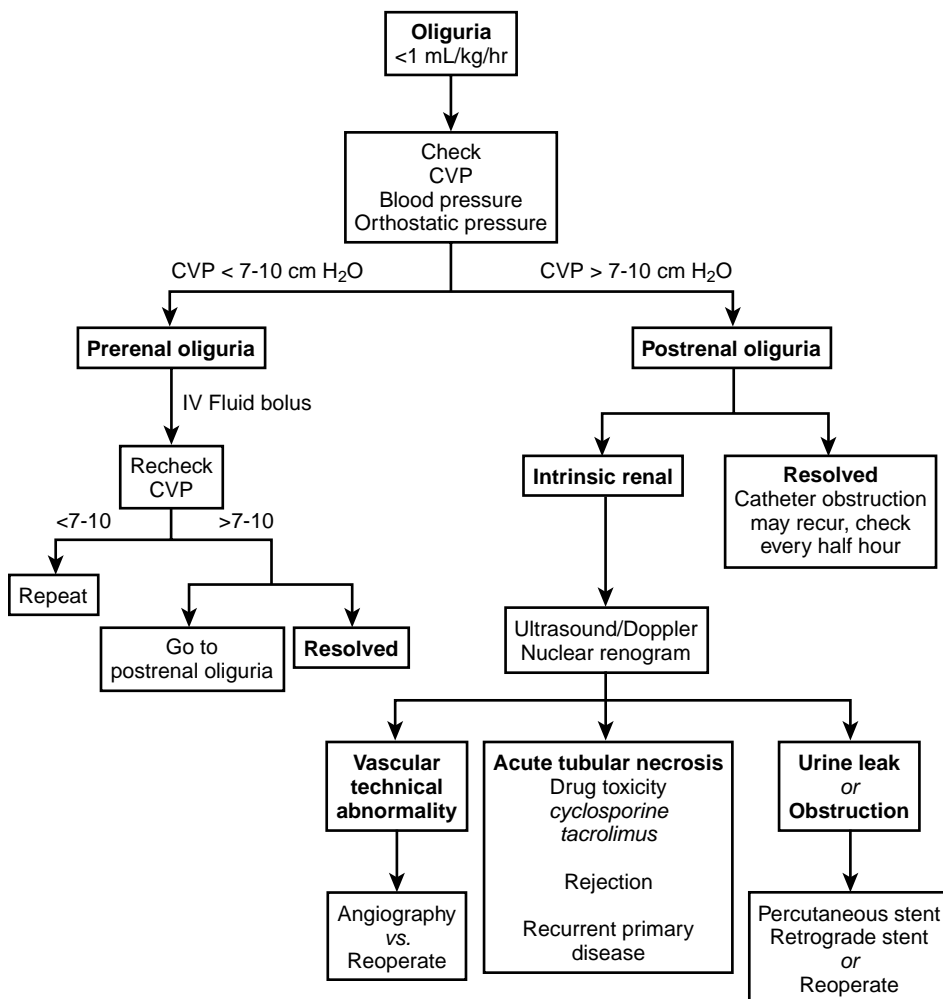 Oliguria
<1 mL/kg/hr
Check
CVP
Blood pressure
Orthostatic pressure
CVP < 7-10 cm H₂O
CVP > 7-10 cm H₂O
Prerenal oliguria
Postrenal oliguria
IV Fluid bolus
Recheck
CVP
<7-10
>7-10
Repeat
Go to
postrenal oliguria
Resolved
Intrinsic renal
Resolved
Catheter obstruction
may recur, check
every half hour
Ultrasound/Doppler
Nuclear renogram
Vascular
technical
abnormality
Angiography
vs.
Reoperate
Acute tubular necrosis
Drug toxicity
cyclosporine
tacrolimus
Rejection
Recurrent primary
disease
Urine leak
or
Obstruction
Percutaneous stent
Retrograde stent
or
Reoperate